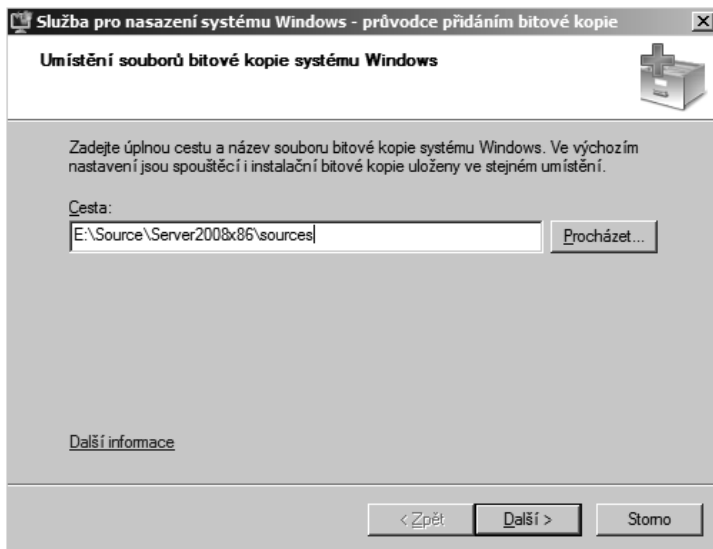 Služba pro nasazení systému Windows - průvodce přidáním bitové kopie
Umístění souborů bitové kopie systému Windows
Zadejte úplnou cestu a název souboru bitové kopie systému Windows. Ve výchozím
nastavení jsou spouštěcí i instalační bitové kopie uloženy ve stejném umístění.
Cesta:
E:\Source\Server2008x86\sources
Procházet...
Další informace
< Zpět
Další >
Storno